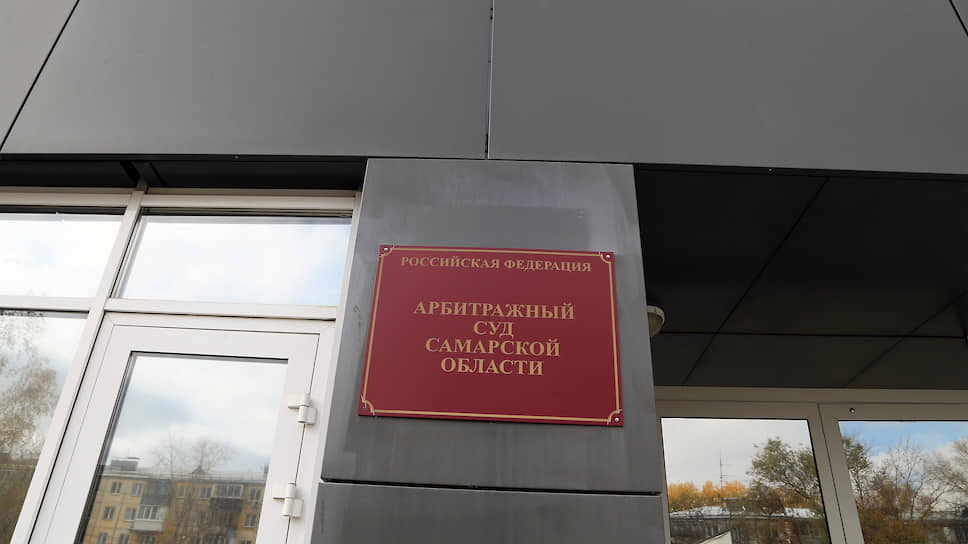 РОССИЙСКАЯ ФЕДЕРАЦИЯ
АРБИТРАЖНЫЙ
СУД
САМАРСКОЙ
ОБЛАСТИ